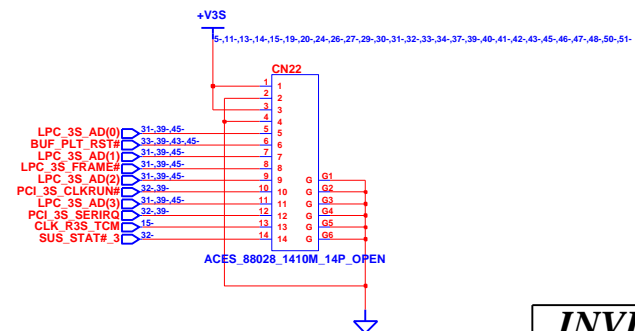 +V3S
5-,11-,13-,14-,15-,19-,20-,24-,26-,27-,29-,30-,31-,32-,33-,34-,37-,39-,40-,41-,42-,43-,45-,46-,47-,48-,50-,51-
CN22
1 1
2 2
3 3
4 4
LPC_3S_AD(0) 31-,39-,45- 5 5
BUF_PLT_RST# 33-,39-,43-,45- 6 6
LPC_3S_AD(1) 31-,39-,45- 7 7
LPC_3S_FRAME# 31-,39-,45- 8 8
LPC_3S_AD(2) 31-,39-,45- 9 9 G G1
PCI_3S_CLKRUN# 32-,39- 10 10 G G2
LPC_3S_AD(3) 31-,39-,45- 11 11 G G3
PCI_3S_SERIRQ 32-,39- 12 12 G G4
CLK_R3S_TCM 15- 13 13 G G5
SUS_STAT#_3 32- 14 14 G G6
ACES_88028_1410M_14P_OPEN